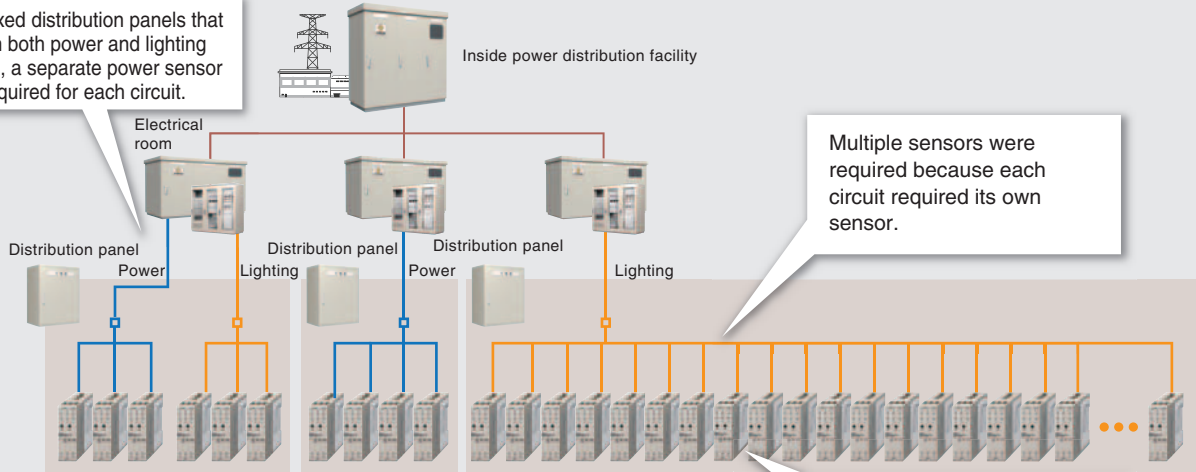 distribution panels that
both power and lighting
a separate power sensor
for each circuit.
Inside power distribution facility
Electrical
room
Multiple sensors were
required because each
circuit required its own
sensor.
Distribution panel
Power
Lighting
Distribution panel
Power
Distribution panel
Lighting